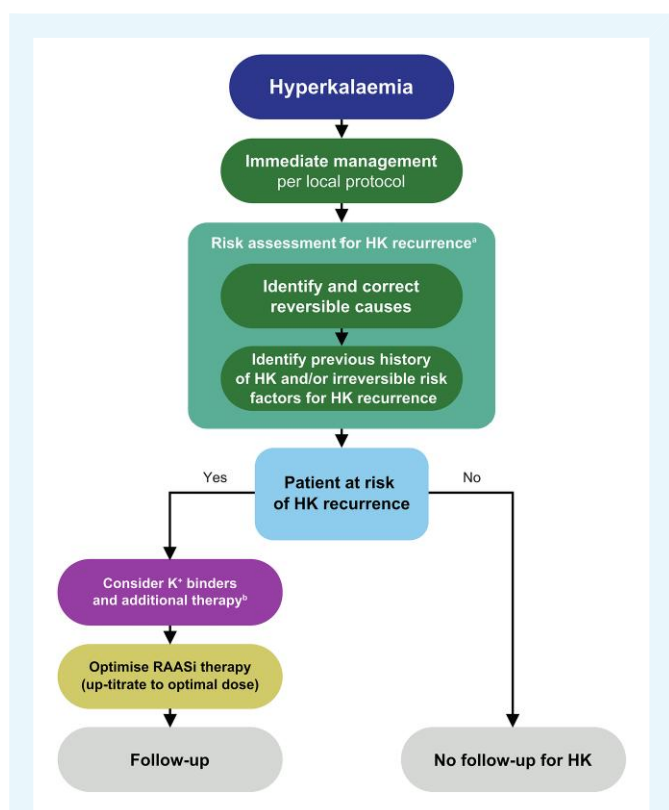 Hyperkalaemia
Immediate management
per local protocol
Risk assessment for HK recurrenceᵃ
Identify and correct
reversible causes
Identify previous history
of HK and/or irreversible risk
factors for HK recurrence
Yes
Patient at risk
of HK recurrence
No
Consider K⁺ binders
and additional therapyᵇ
Optimise RAASi therapy
(up-titrate to optimal dose)
Follow-up
No follow-up for HK